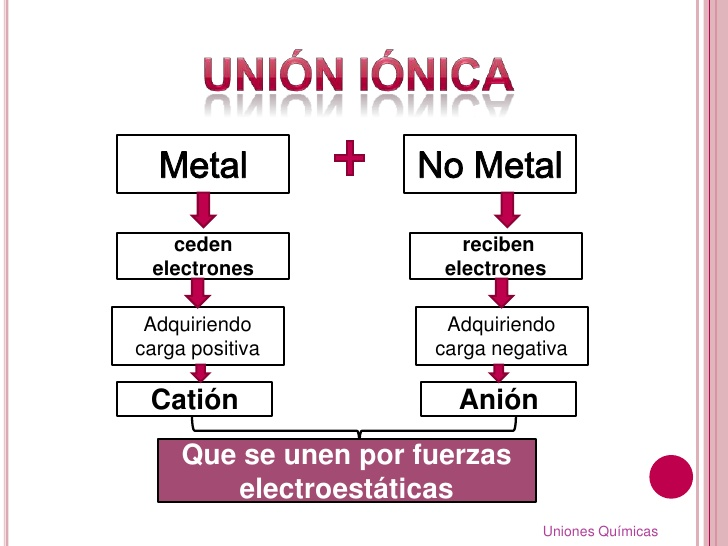 UNIÓN IÓNICA
Metal + No Metal
ceden
electrones
reciben
electrones
Adquiriendo
carga positiva
Adquiriendo
carga negativa
Catión
Anión
Que se unen por fuerzas
electroestáticas
Uniones Químicas